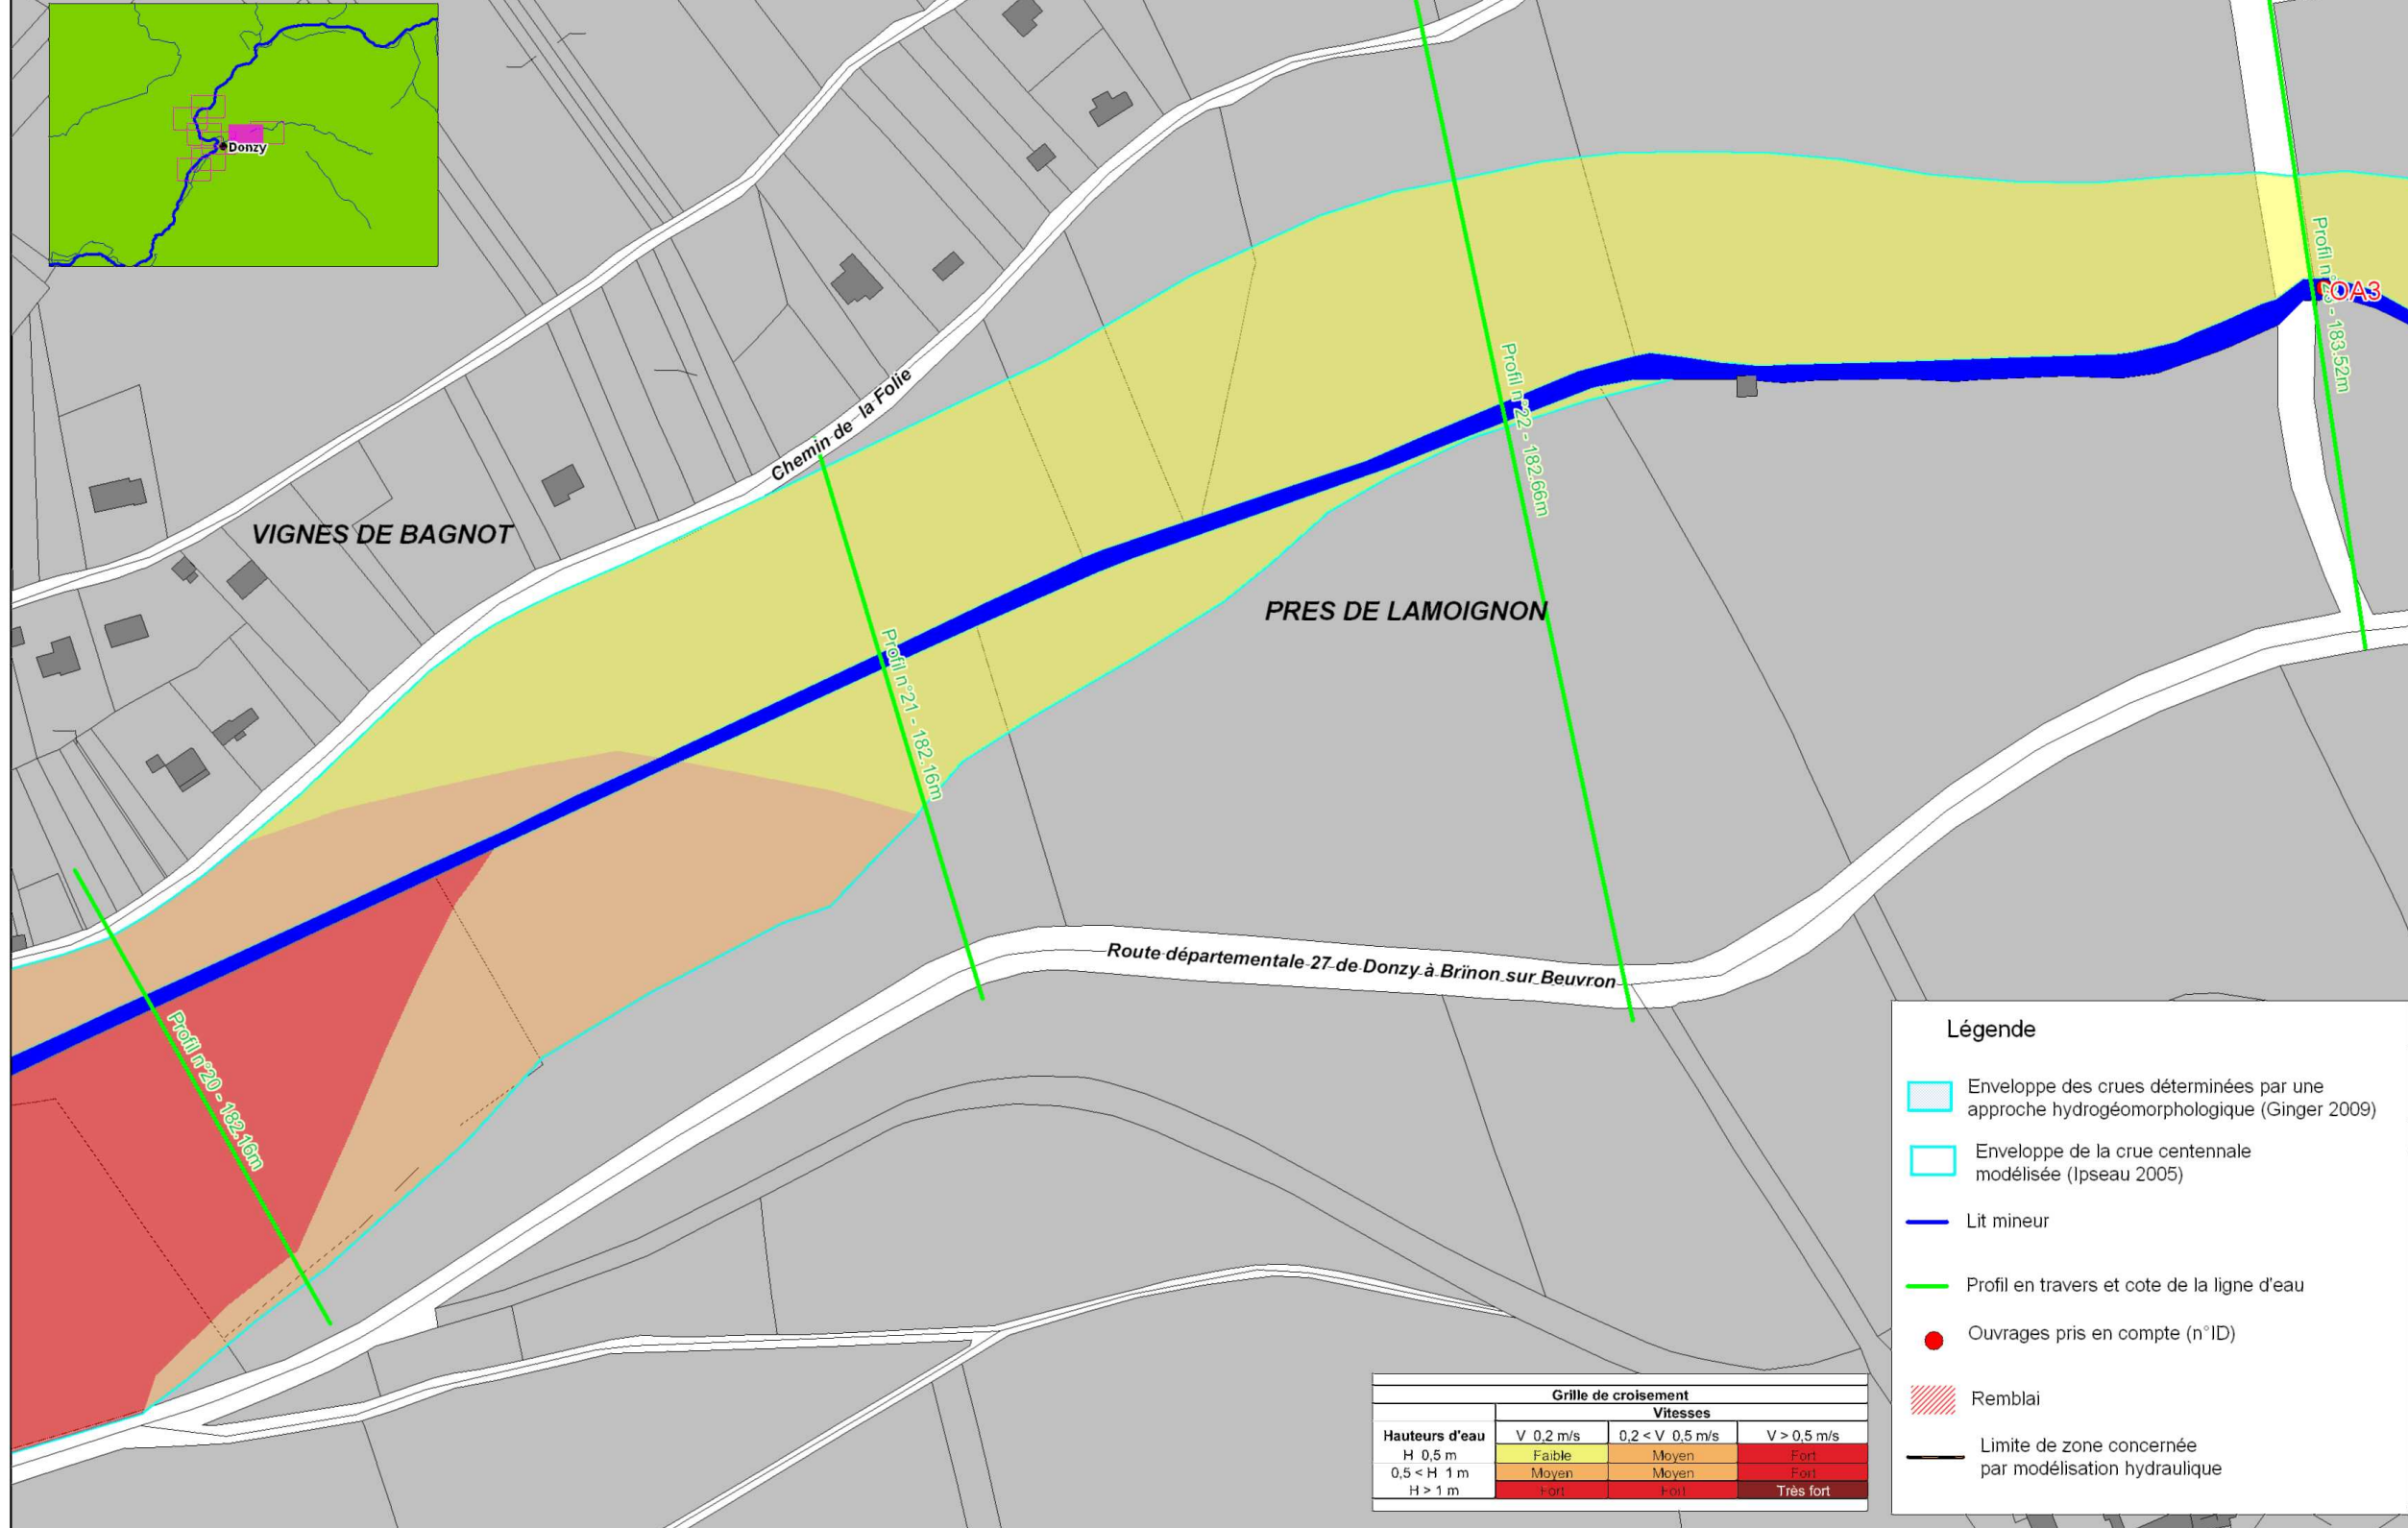 Donzy
OA3
Profil n°23 - 183.52m
Chemin de la Folie
Profil n°22 - 182.66m
VIGNES DE BAGNOT
PRES DE LAMOIGNON
Profil n°21 - 182.16m
Route départementale 27 de Donzy à Brinon sur Beuvron
Profil n°20 - 182.16m
Légende
Enveloppe des crues déterminées par une
approche hydrogéomorphologique (Ginger 2009)
Enveloppe de la crue centennale
modélisée (Ipseau 2005)
Lit mineur
Profil en travers et cote de la ligne d'eau
Ouvrages pris en compte (n°ID)
Remblai
Limite de zone concernée
par modélisation hydraulique
Grille de croisement
Vitesses
Hauteurs d'eau V 0,2 m/s 0,2 < V 0,5 m/s V > 0,5 m/s
H 0,5 m Faible Moyen Fort
0,5 < H 1 m Moyen Moyen Fort
H > 1 m Fort Fort Très fort